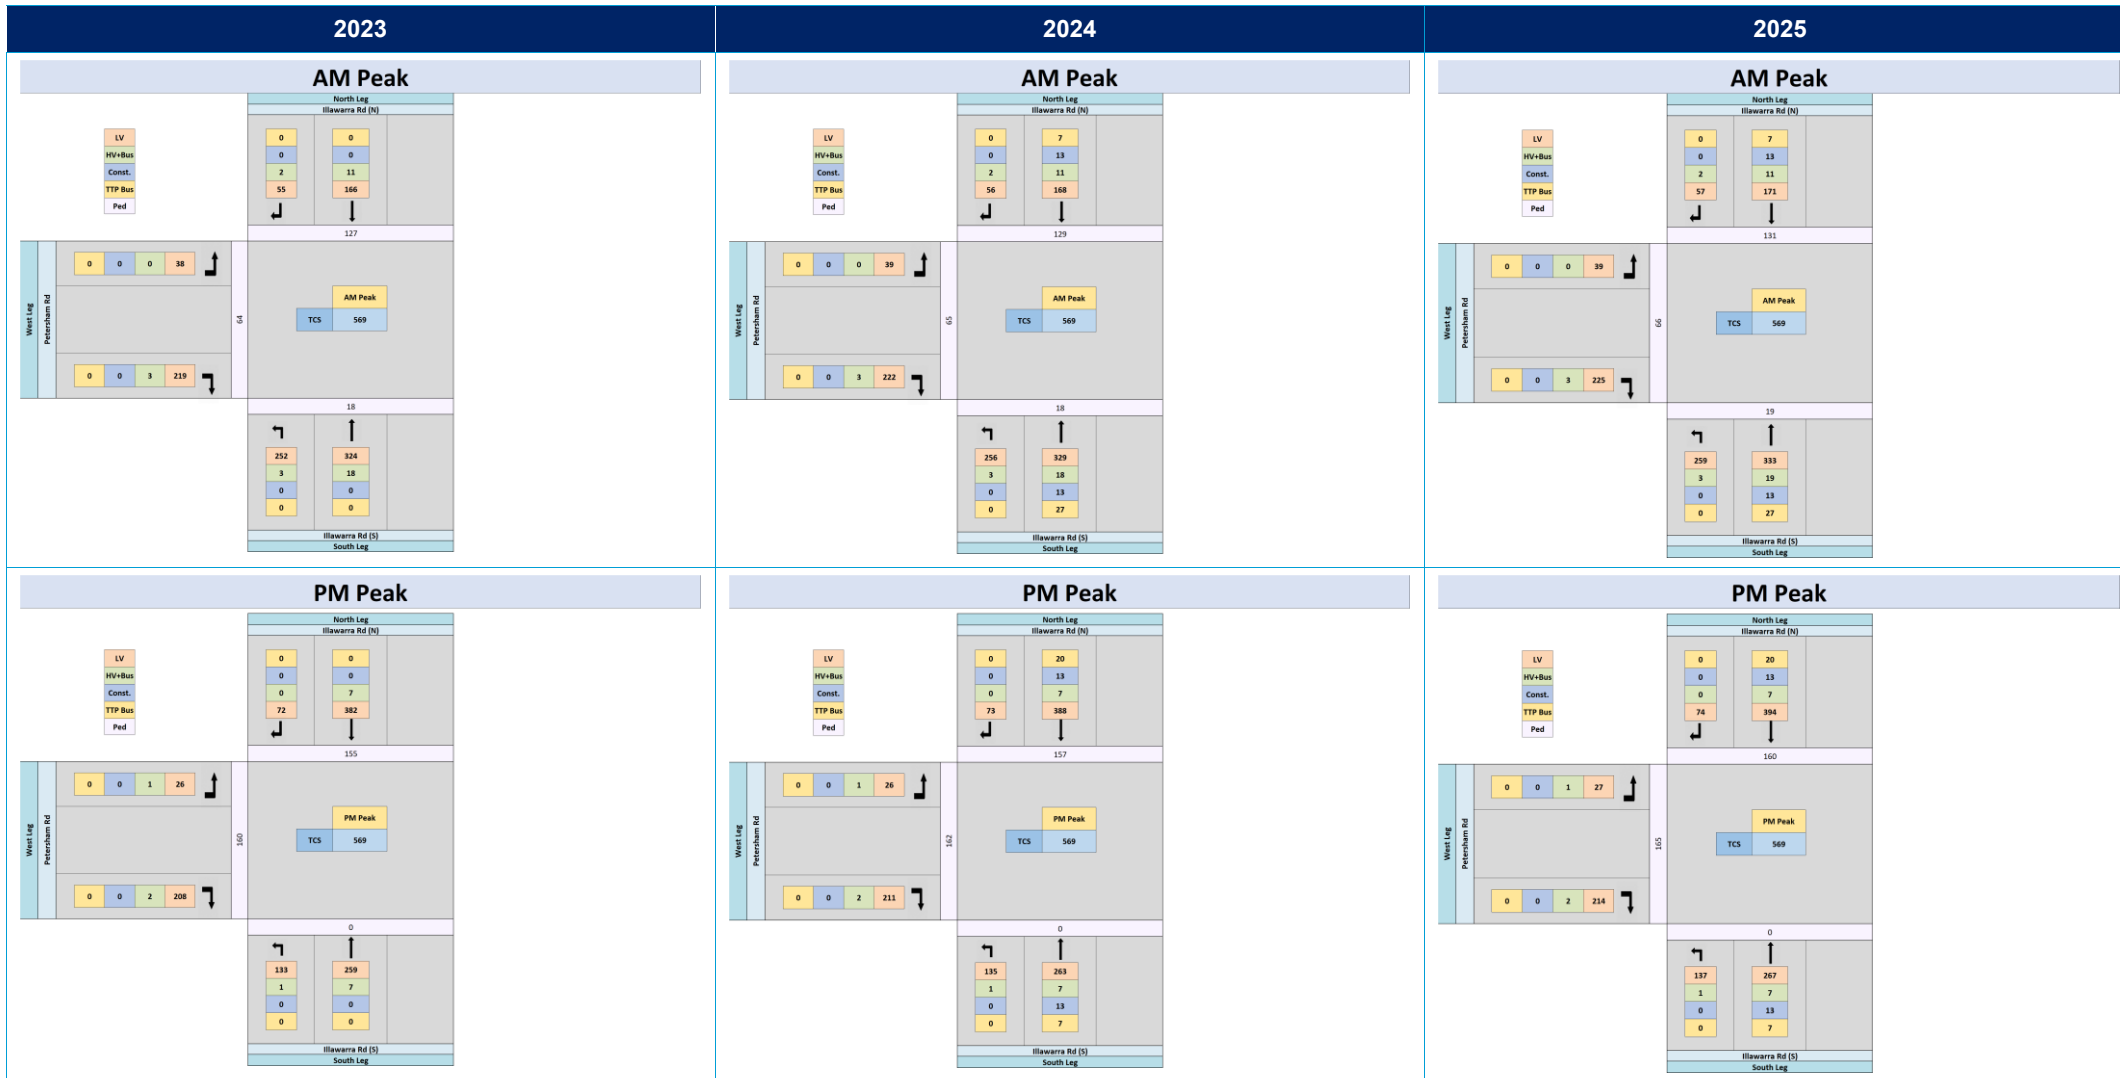 2023 2024 2025
AM Peak AM Peak AM Peak
North Leg North Leg North Leg
Illawarra Rd (N) Illawarra Rd (N) Illawarra Rd (N)
LV 0 0 LV 0 7 LV 0 7
HV+Bus 0 0 HV+Bus 0 13 HV+Bus 0 13
Const. 2 11 Const. 2 11 Const. 2 11
TTP Bus 55 166 TTP Bus 56 168 TTP Bus 57 171
Ped Ped Ped
127 129 131
0 0 0 38 0 0 0 39 0 0 0 39
AM Peak AM Peak AM Peak
West Leg Petersham Rd 64 TCS 569 West Leg Petersham Rd 65 TCS 569 West Leg Petersham Rd 66 TCS 569
0 0 3 219 0 0 3 222 0 0 3 225
18 18 19
252 324 256 329 259 333
3 18 3 18 3 19
0 0 0 13 0 13
0 0 0 27 0 27
Illawarra Rd (S) Illawarra Rd (S) Illawarra Rd (S)
South Leg South Leg South Leg
PM Peak PM Peak PM Peak
North Leg North Leg North Leg
Illawarra Rd (N) Illawarra Rd (N) Illawarra Rd (N)
LV 0 0 LV 0 20 LV 0 20
HV+Bus 0 0 HV+Bus 0 13 HV+Bus 0 13
Const. 0 7 Const. 0 7 Const. 0 7
TTP Bus 72 382 TTP Bus 73 388 TTP Bus 74 394
Ped Ped Ped
155 157 160
0 0 1 26 0 0 1 26 0 0 1 27
PM Peak PM Peak PM Peak
West Leg Petersham Rd 160 TCS 569 West Leg Petersham Rd 162 TCS 569 West Leg Petersham Rd 165 TCS 569
0 0 2 208 0 0 2 211 0 0 2 214
0 0 0
133 259 135 263 137 267
1 7 1 7 1 7
0 0 0 13 0 13
0 0 0 7 0 7
Illawarra Rd (S) Illawarra Rd (S) Illawarra Rd (S)
South Leg South Leg South Leg